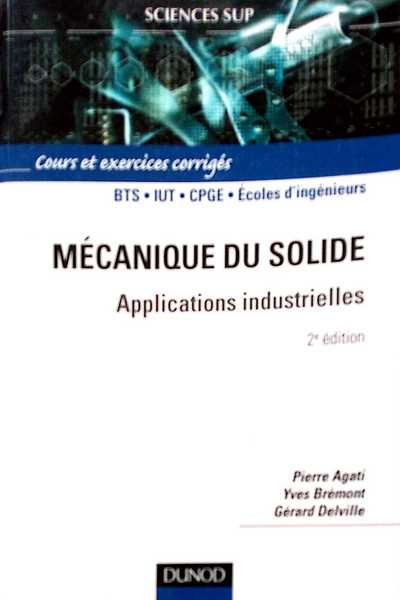 SCIENCES SUP
Cours et exercices corrigés
BTS • IUT • CPGE • Écoles d'ingénieurs
MÉCANIQUE DU SOLIDE
Applications industrielles
2e édition
Pierre Agati
Yves Brémont
Gérard Delville
DUNOD